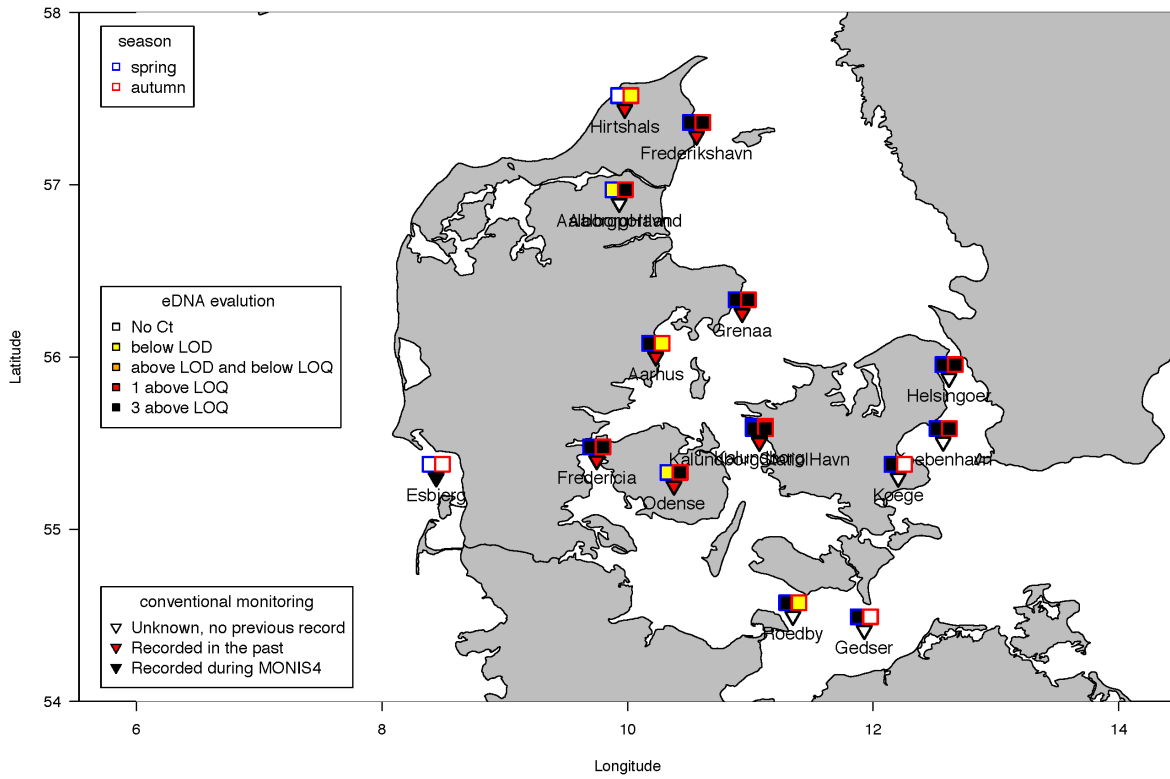 58
season
spring
autumn
Hirtshals
Frederikshavn
57
Aalborg
eDNA evalution
No Ct
below LOD
above LOD and below LOQ
1 above LOQ
3 above LOQ
Grenaa
56
Aarhus
Helsingoer
Kalundborg
Fredericia
Esbjerg
Odense
Koege
55
conventional monitoring
Unknown, no previous record
Recorded in the past
Recorded during MONIS4
Roedby
Gedser
54
6
8
10
12
14
Longitude
Latitude